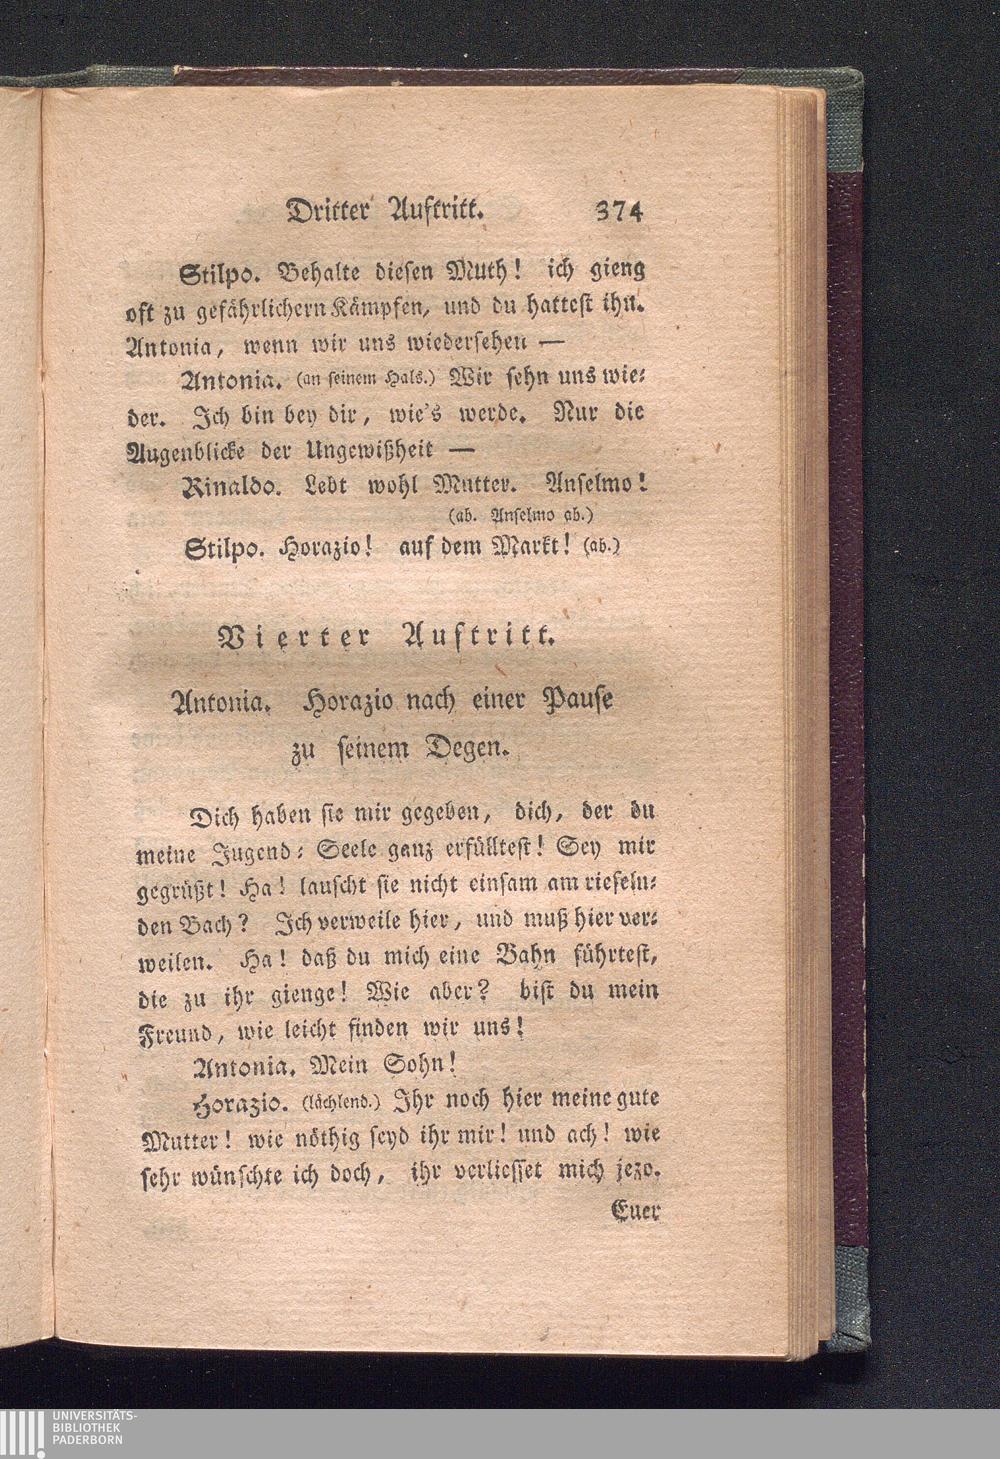 Dritter Auftritt. 374
Stilpo. Behalte diesen Muth! ich gieng
oft zu gefährlichern Kämpfen, und du hattest ihn.
Antonia, wenn wir uns wiedersehen —
Antonia. (an seinem Hals.) Wir sehn uns wie-
der. Ich bin bey dir, wie's werde. Nur die
Augenblicke der Ungewißheit —
Rinaldo. Lebt wohl Mutter. Anselmo!
(ab. Anselmo ab.)
Stilpo. Horazio! auf dem Markt! (ab.)
Vierter Auftritt.
Antonia. Horazio nach einer Pause
zu seinem Degen.
Dich haben sie mir gegeben, dich, der du
meine Jugend-Seele ganz erfülltest! Sey mir
gegrüßt! Ha! lauscht sie nicht einsam am rieseln-
den Bach? Ich verweile hier, und muß hier ver-
weilen. Ha! daß du mich eine Bahn führtest,
die zu ihr gienge! Wie aber? bist du mein
Freund, wie leicht finden wir uns!
Antonia. Mein Sohn!
Horazio. (lächlend.) Ihr noch hier meine gute
Mutter! wie nöthig seyd ihr mir! und ach! wie
sehr wünschte ich doch, ihr verliesset mich jezo.
Euer
UNIVERSITÄTS-
BIBLIOTHEK
PADERBORN